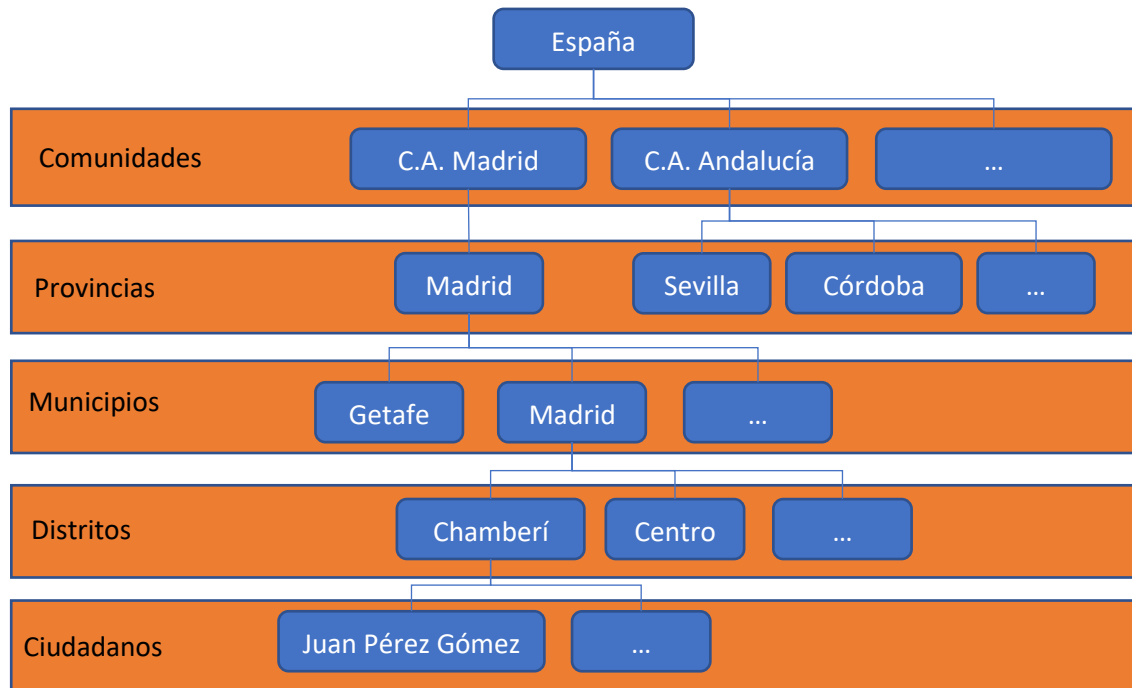 España
Comunidades
C.A. Madrid
C.A. Andalucía
...
Provincias
Madrid
Sevilla
Córdoba
...
Municipios
Getafe
Madrid
...
Distritos
Chamberí
Centro
...
Ciudadanos
Juan Pérez Gómez
...